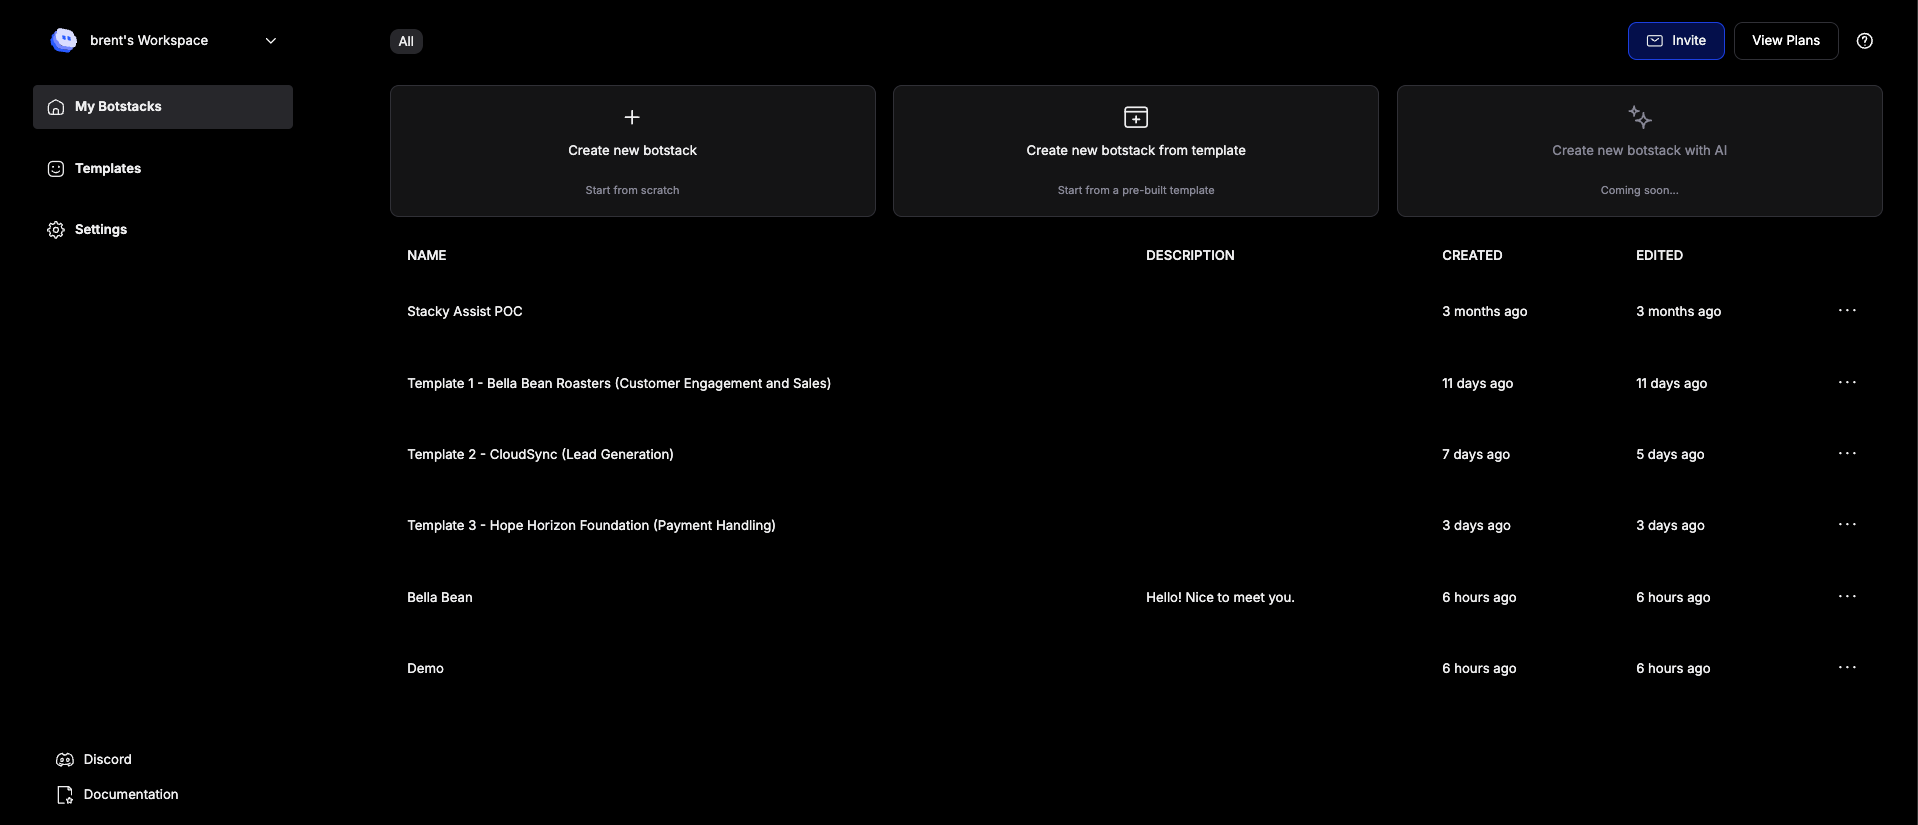 brent's Workspace
All
Invite
View Plans
My Botstacks
Templates
Settings
Create new botstack
Start from scratch
Create new botstack from template
Start from a pre-built template
Create new botstack with AI
Coming soon...
NAME DESCRIPTION CREATED EDITED
Stacky Assist POC 3 months ago 3 months ago
Template 1 - Bella Bean Roasters (Customer Engagement and Sales) 11 days ago 11 days ago
Template 2 - CloudSync (Lead Generation) 7 days ago 5 days ago
Template 3 - Hope Horizon Foundation (Payment Handling) 3 days ago 3 days ago
Bella Bean Hello! Nice to meet you. 6 hours ago 6 hours ago
Demo 6 hours ago 6 hours ago
Discord
Documentation